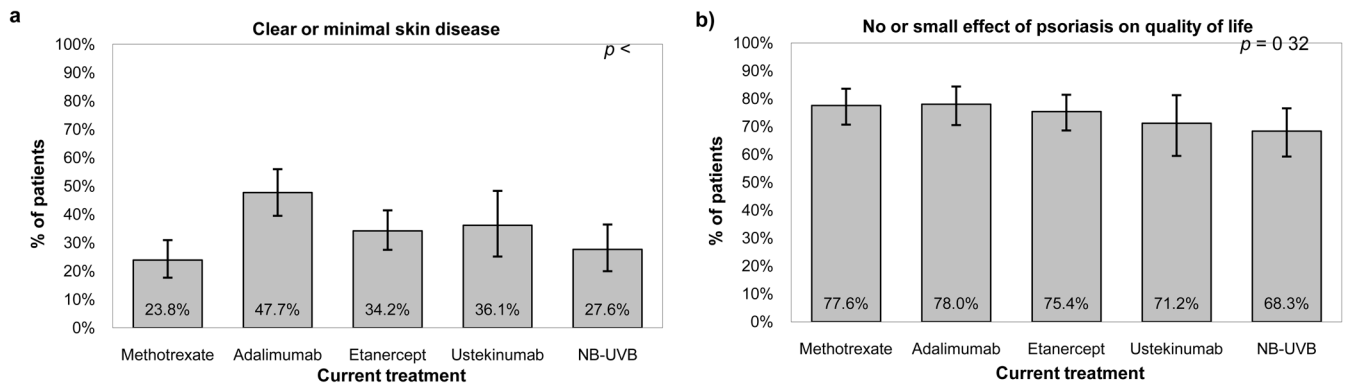 a
Clear or minimal skin disease
p <
100%
90%
80%
70%
60%
50%
40%
30%
20%
10%
0%
% of patients
23.8% 47.7% 34.2% 36.1% 27.6%
Methotrexate Adalimumab Etanercept Ustekinumab NB-UVB
Current treatment
b)
No or small effect of psoriasis on quality of life
p = 0 32
100%
90%
80%
70%
60%
50%
40%
30%
20%
10%
0%
% of patients
77.6% 78.0% 75.4% 71.2% 68.3%
Methotrexate Adalimumab Etanercept Ustekinumab NB-UVB
Current treatment